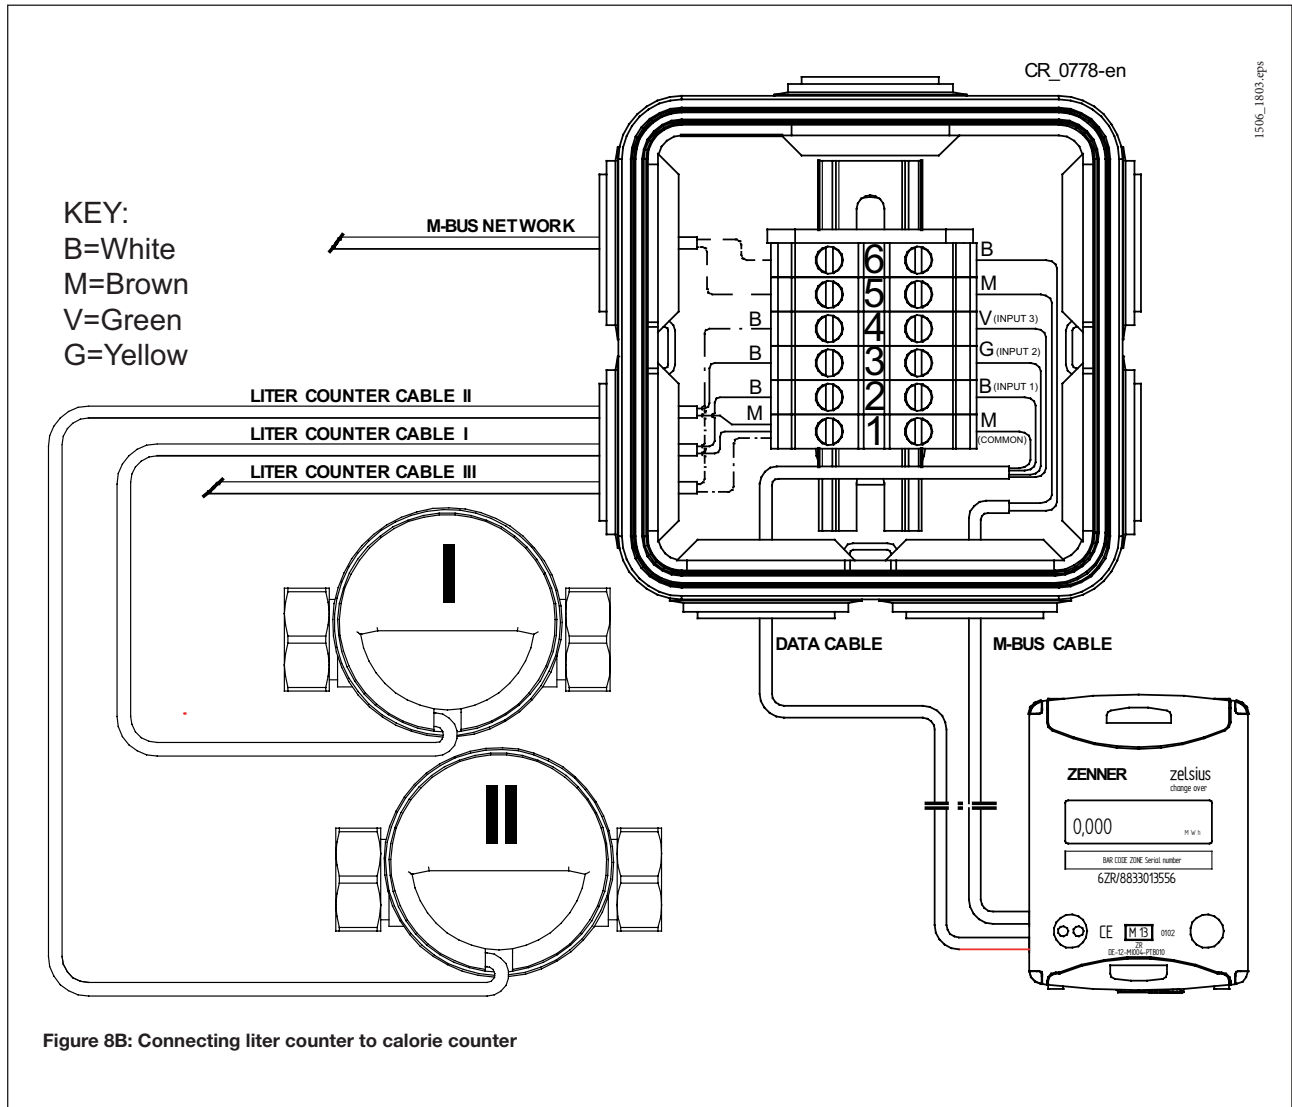 CR_0778-en
1506_1803.eps
KEY:
B=White
M=Brown
V=Green
G=Yellow
M-BUS NETWORK
LITER COUNTER CABLE II
LITER COUNTER CABLE I
LITER COUNTER CABLE III
6 B
5 M
B 4 V (INPUT 3)
B 3 G (INPUT 2)
B 2 B (INPUT 1)
M 1 M
(COMMON)
I
II
DATA CABLE
M-BUS CABLE
ZENNER zelsius
change over
0,000 MWh
BAR CODE ZONE Serial number
6ZR/8833013556
CE M 13 0102
ZR
DE-12-MI004-PTB010
Figure 8B: Connecting liter counter to calorie counter